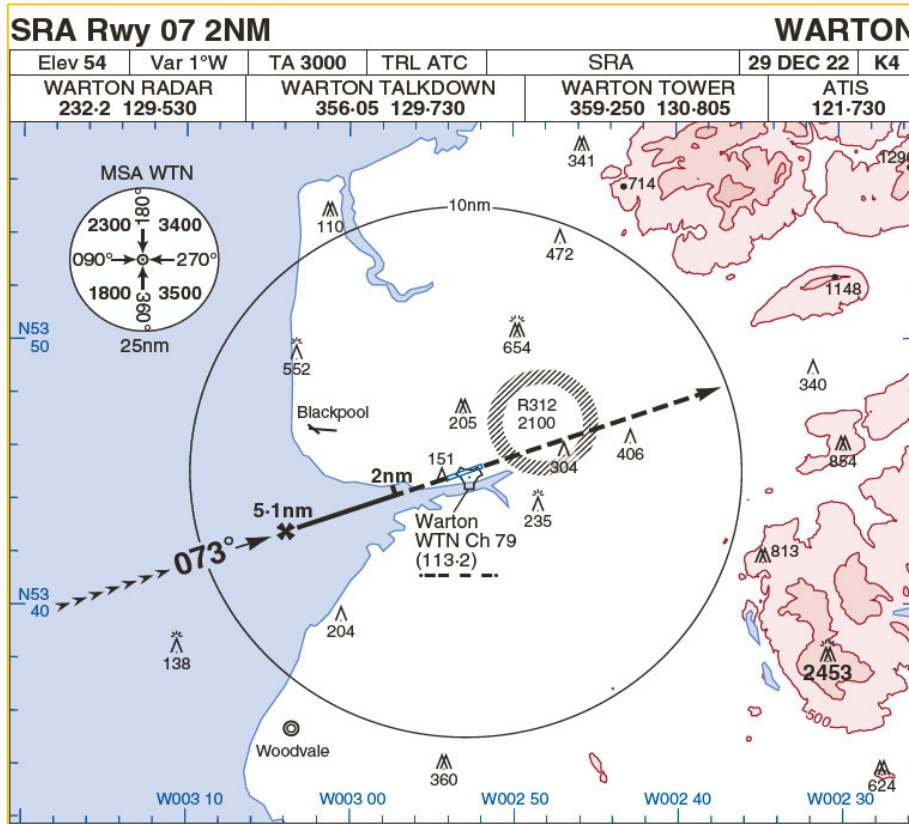 SRA Rwy 07 2NM
WARTON
Elev 54 Var 1°W TA 3000 TRL ATC SRA 29 DEC 22 K4
WARTON RADAR
232·2 129·530
WARTON TALKDOWN
356·05 129·730
WARTON TOWER
359·250 130·805
ATIS
121·730
MSA WTN
180°
2300
3400
090°
270°
1800
3500
360°
25nm
341
714
1290
110
10nm
472
1148
N53
50
552
654
340
Blackpool
205
R312
2100
151
304
406
854
2nm
5·1nm
235
Warton
WTN Ch 79
(113·2)
073°
813
N53
40
204
138
2453
500
Woodvale
360
624
W003 10
W003 00
W002 50
W002 40
W002 30